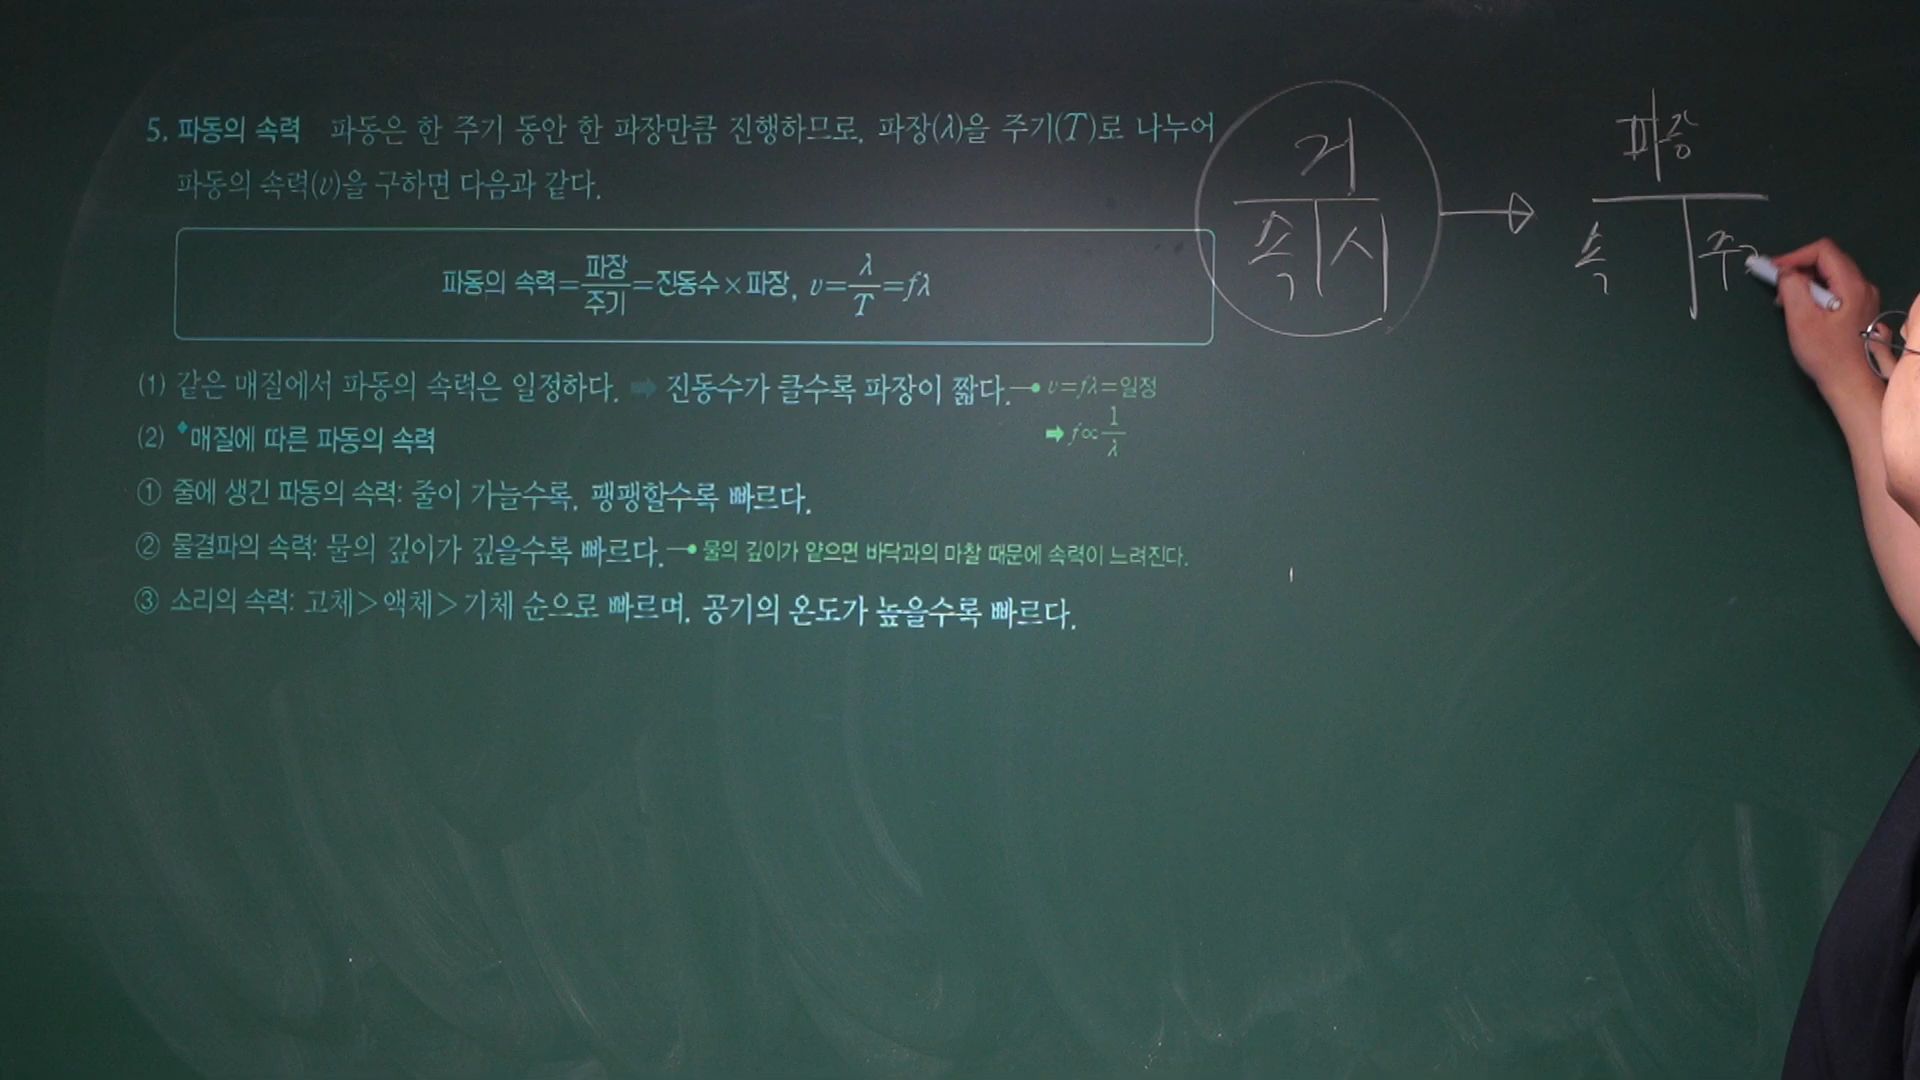 5. 파동의 속력 파동은 한 주기 동안 한 파장만큼 진행하므로, 파장(λ)을 주기(T)로 나누어
파동의 속력(v)을 구하면 다음과 같다.
파동의 속력=파장/주기=진동수×파장, v=λ/T=fλ
(1) 같은 매질에서 파동의 속력은 일정하다. ➡ 진동수가 클수록 파장이 짧다. v=fλ=일정
➡ f∝1/λ
(2) ◆매질에 따른 파동의 속력
① 줄에 생긴 파동의 속력: 줄이 가늘수록, 팽팽할수록 빠르다.
② 물결파의 속력: 물의 깊이가 깊을수록 빠르다. 물의 깊이가 얕으면 바닥과의 마찰 때문에 속력이 느려진다.
③ 소리의 속력: 고체>액체>기체 순으로 빠르며, 공기의 온도가 높을수록 빠르다.
거
속 시
파장
속 주